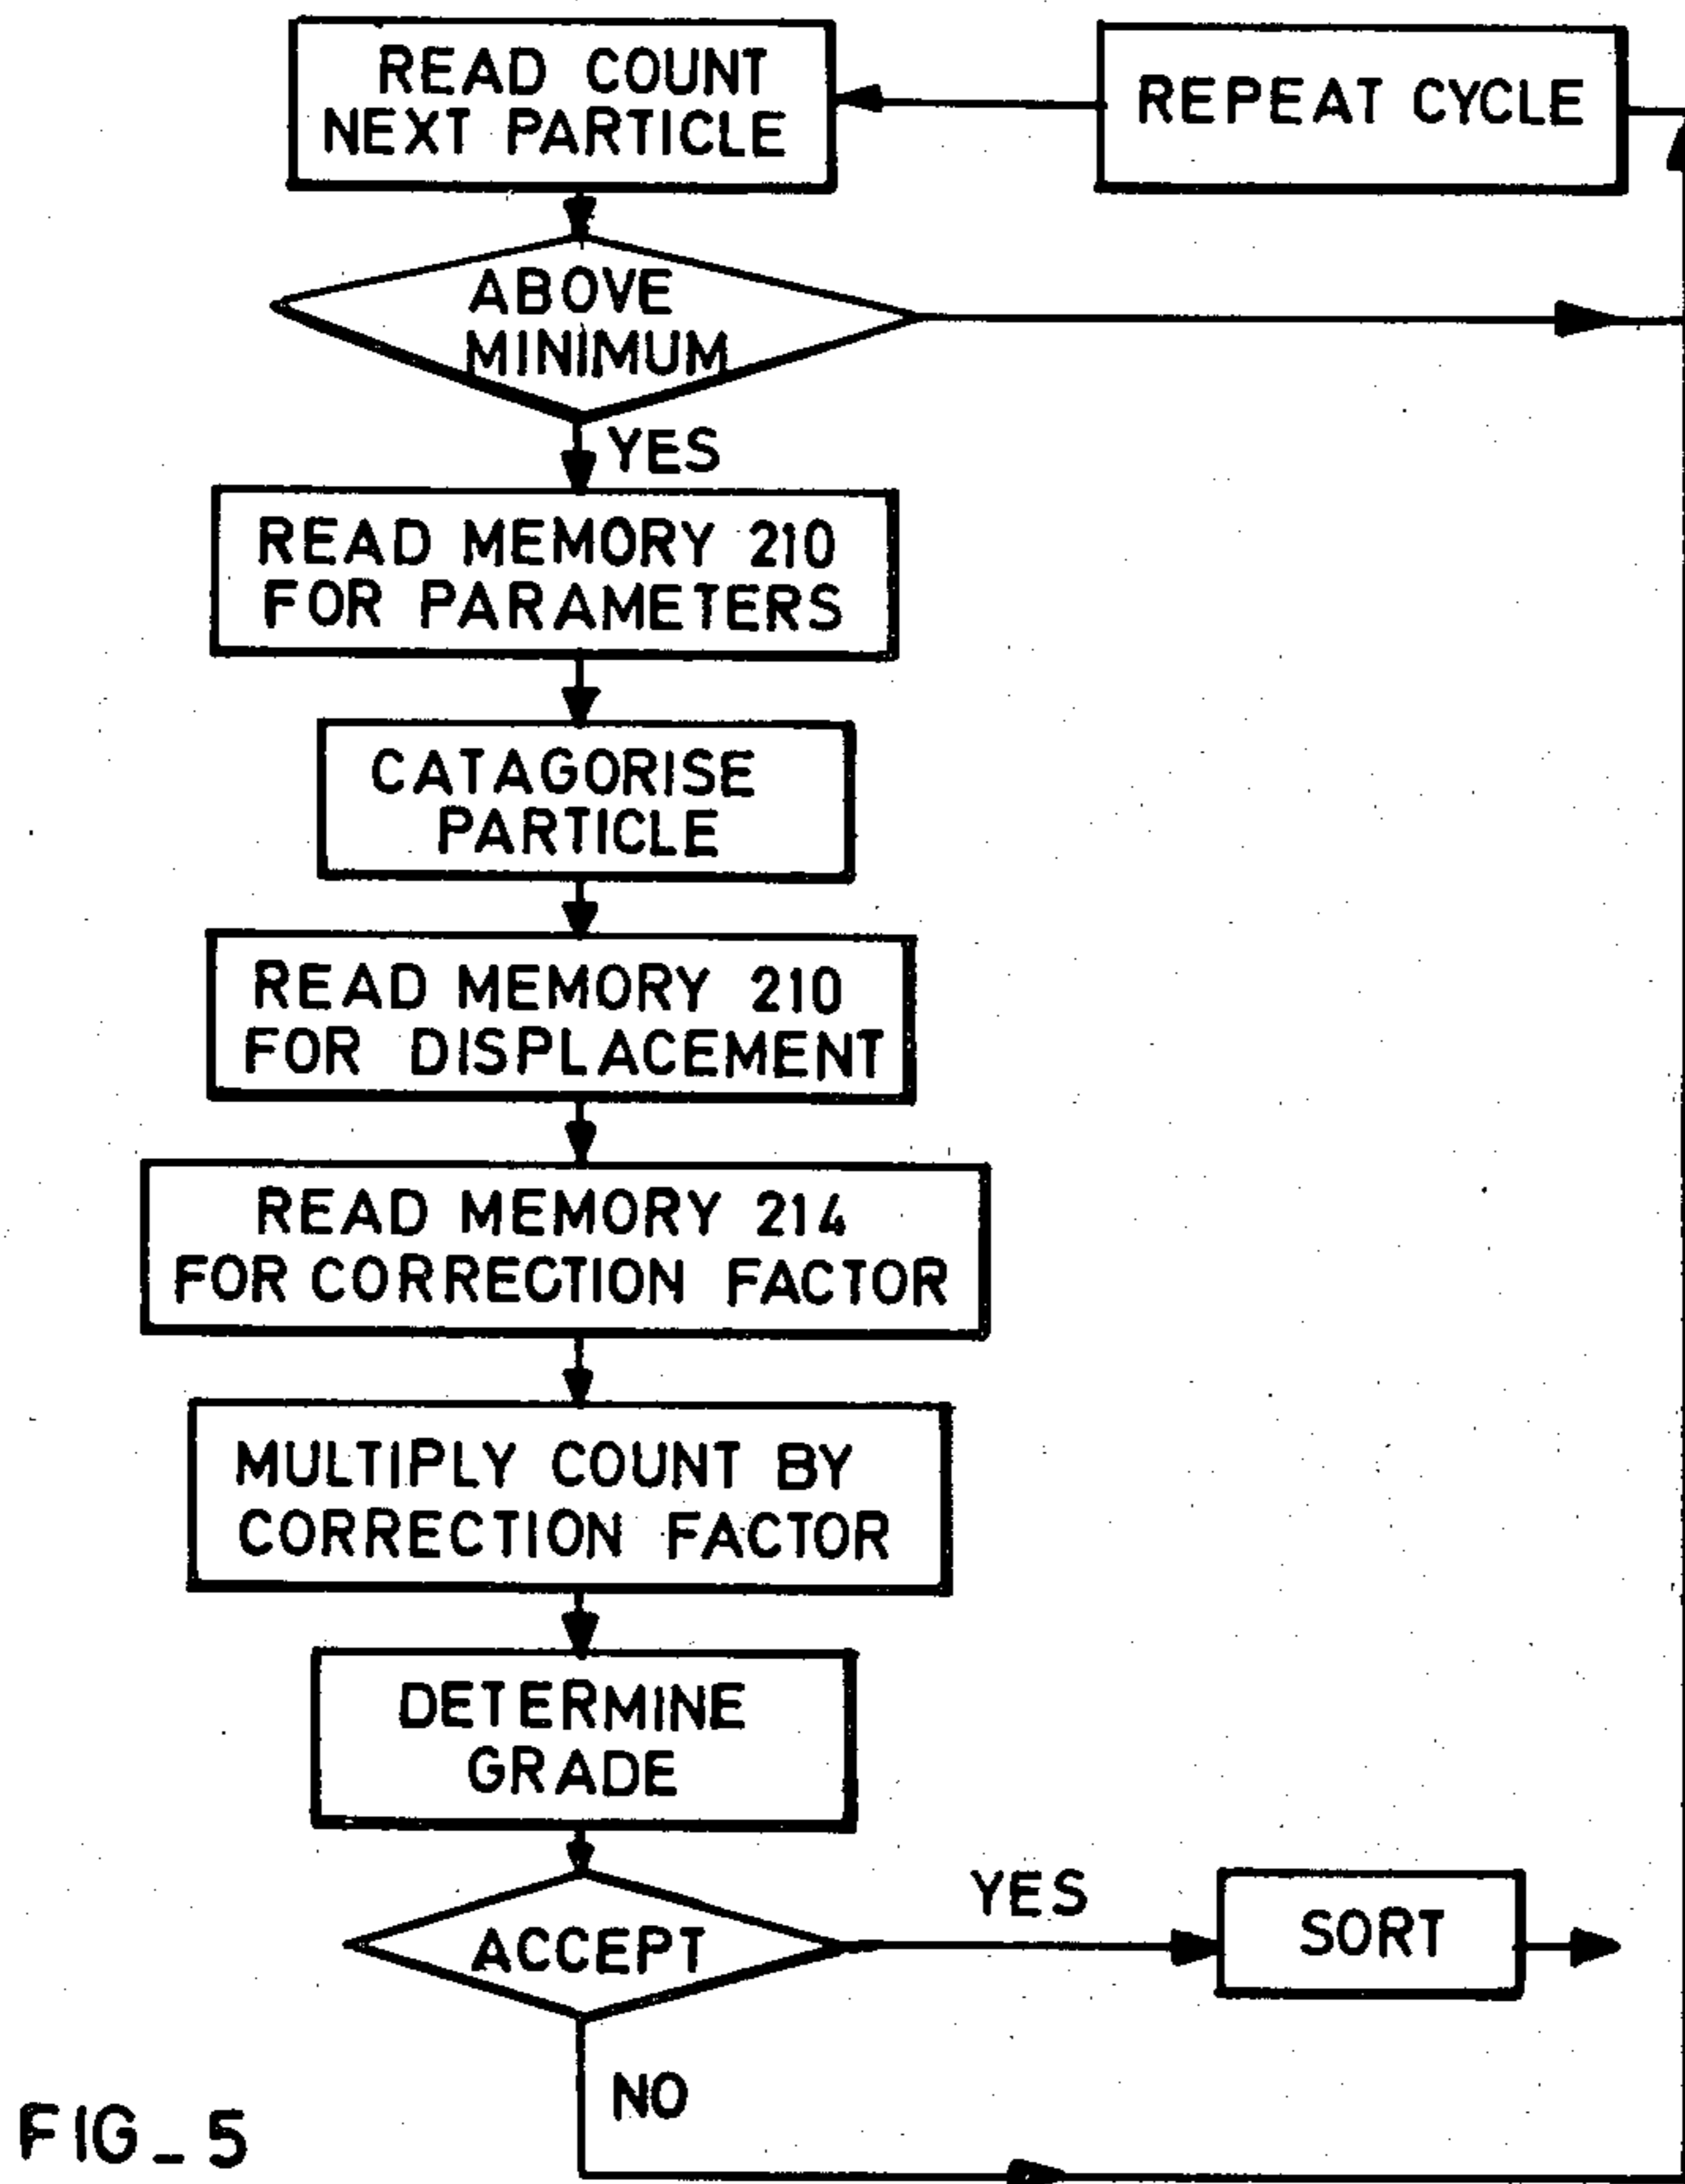 READ COUNT
NEXT PARTICLE
REPEAT CYCLE
ABOVE
MINIMUM
YES
READ MEMORY 210
FOR PARAMETERS
CATAGORISE
PARTICLE
READ MEMORY 210
FOR DISPLACEMENT
READ MEMORY 214
FOR CORRECTION FACTOR
MULTIPLY COUNT BY
CORRECTION FACTOR
DETERMINE
GRADE
ACCEPT
YES
SORT
NO
FIG_5